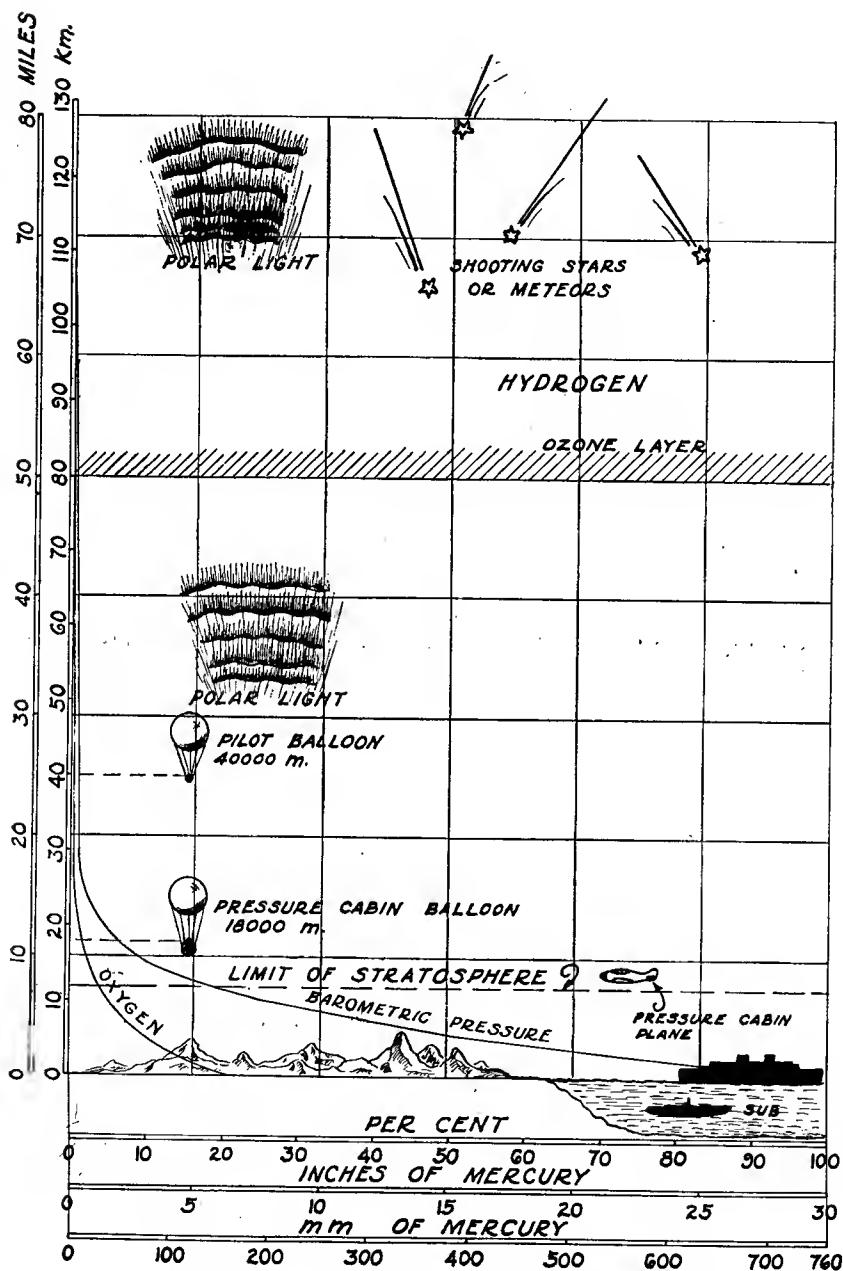 MILES
Km.
80
130
120
70
110
POLAR LIGHT
SHOOTING STARS
OR METEORS
100
60
90
HYDROGEN
OZONE LAYER
50
80
70
40
60
POLAR LIGHT
50
30
PILOT BALLOON
40000 m.
40
20
30
PRESSURE CABIN BALLOON
18000 m.
20
10
LIMIT OF STRATOSPHERE
10
OXYGEN
BAROMETRIC PRESSURE
PRESSURE CABIN
PLANE
0 0
SUB
PER CENT
0 10 20 30 40 50 60 70 80 90 100
INCHES OF MERCURY
0 5 10 15 20 25 30
mm OF MERCURY
0 100 200 300 400 500 600 700 760